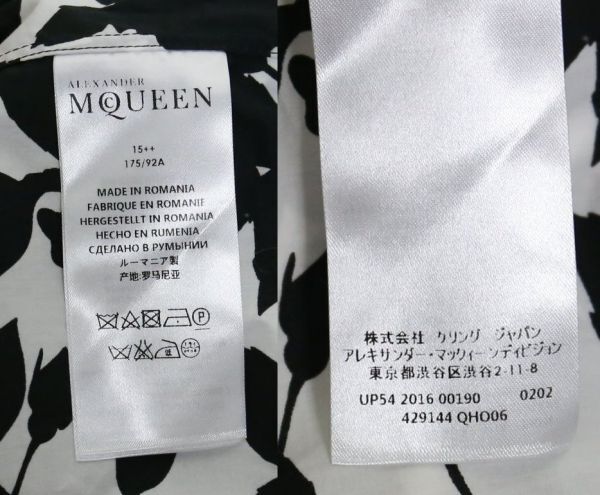 ALEXANDER
MCQUEEN
15++
175/92A
MADE IN ROMANIA
FABRIQUE EN ROMANIE
HERGESTELLT IN ROMÄNIEN
HECHO EN RUMENIA
СДЕЛАНО В РУМЫНИИ
ルーマニア製
产地:罗马尼亚
株式会社 ケリング ジャパン
アレキサンダー・マックィーンディビジョン
東京都渋谷区渋谷2-11-8
UP54 2016 00190 0202
429144 QHO06